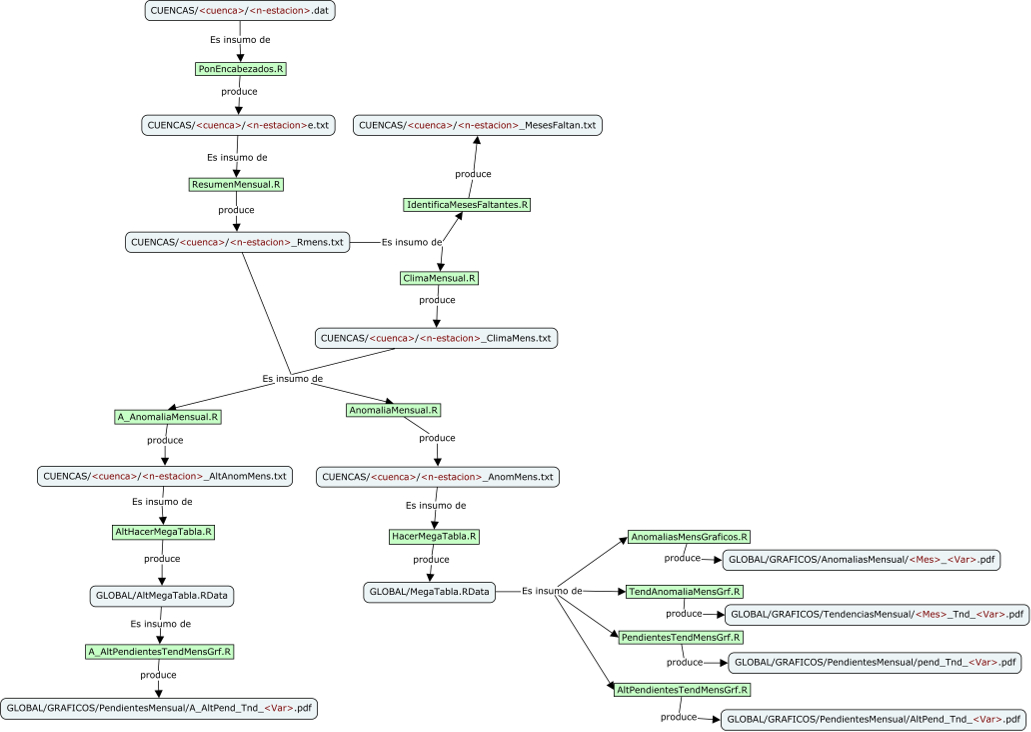 CUENCAS/<cuenca>/<n-estacion>.dat
Es insumo de
PonEncabezados.R
produce
CUENCAS/<cuenca>/<n-estacion>e.txt
CUENCAS/<cuenca>/<n-estacion>_MesesFaltan.txt
Es insumo de
produce
ResumenMensual.R
IdentificaMesesFaltantes.R
produce
CUENCAS/<cuenca>/<n-estacion>_Rmens.txt
Es insumo de
ClimaMensual.R
produce
CUENCAS/<cuenca>/<n-estacion>_ClimaMens.txt
Es insumo de
A_AnomaliaMensual.R
AnomaliaMensual.R
produce
produce
CUENCAS/<cuenca>/<n-estacion>_AltAnomMens.txt
CUENCAS/<cuenca>/<n-estacion>_AnomMens.txt
Es insumo de
Es insumo de
AltHacerMegaTabla.R
HacerMegaTabla.R
AnomaliasMensGraficos.R
produce
produce
produce
GLOBAL/GRAFICOS/AnomaliasMensual/<Mes>_<Var>.pdf
GLOBAL/AltMegaTabla.RData
GLOBAL/MegaTabla.RData
Es insumo de
TendAnomaliaMensGrf.R
produce
GLOBAL/GRAFICOS/TendenciasMensual/<Mes>_Tnd_<Var>.pdf
Es insumo de
PendientesTendMensGrf.R
A_AltPendientesTendMensGrf.R
produce
GLOBAL/GRAFICOS/PendientesMensual/pend_Tnd_<Var>.pdf
produce
AltPendientesTendMensGrf.R
GLOBAL/GRAFICOS/PendientesMensual/A_AltPend_Tnd_<Var>.pdf
produce
GLOBAL/GRAFICOS/PendientesMensual/AltPend_Tnd_<Var>.pdf